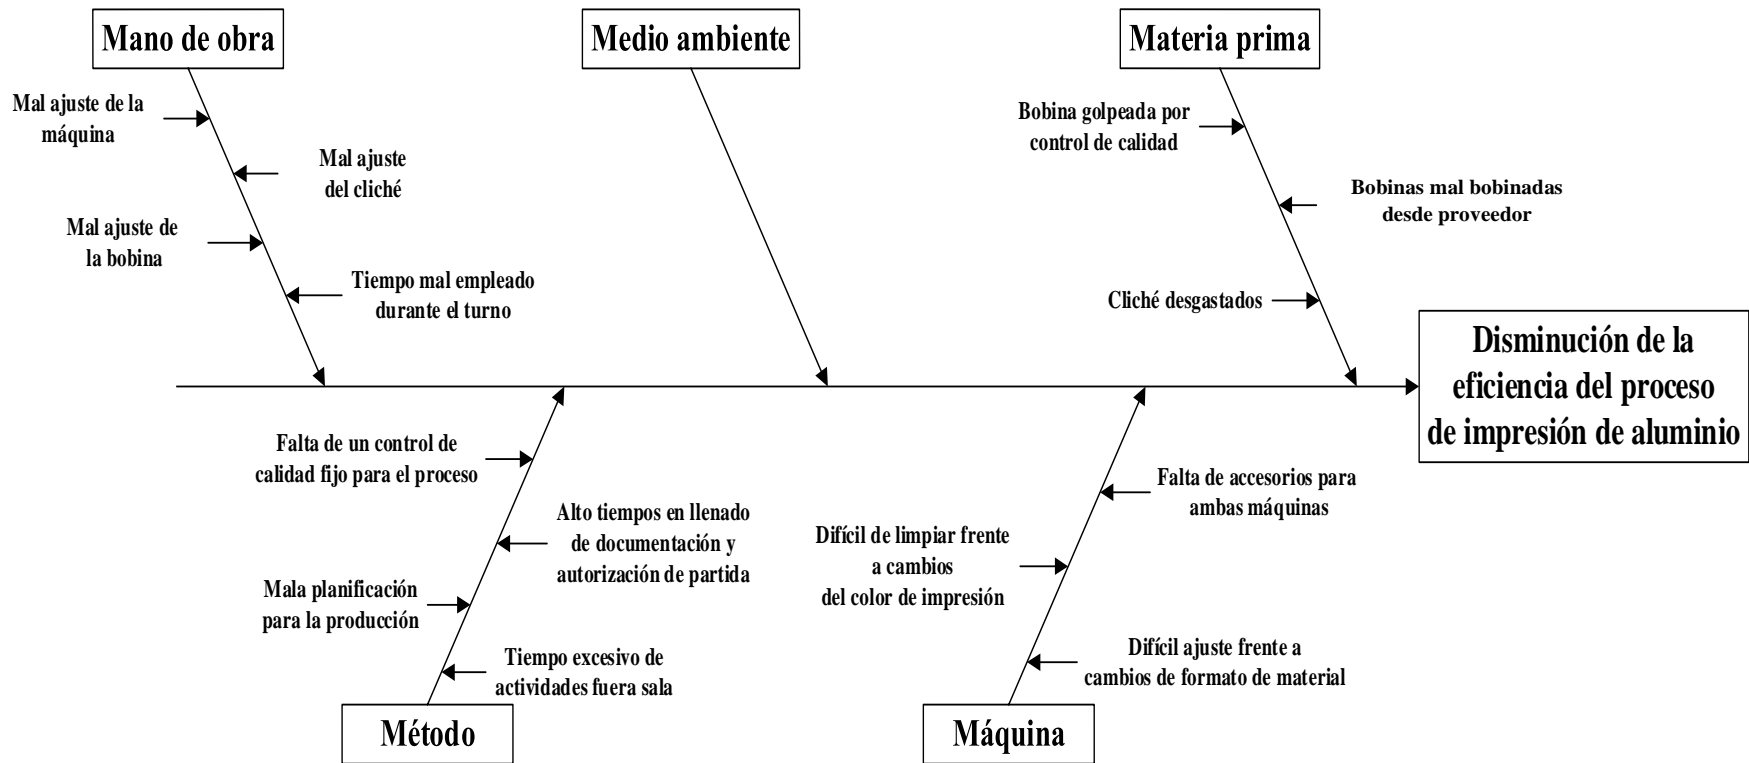 Mano de obra
Medio ambiente
Materia prima
Mal ajuste de la
máquina
Mal ajuste
del cliché
Mal ajuste de
la bobina
Tiempo mal empleado
durante el turno
Bobina golpeada por
control de calidad
Bobinas mal bobinadas
desde proveedor
Cliché desgastados
Disminución de la
eficiencia del proceso
de impresión de aluminio
Falta de un control de
calidad fijo para el proceso
Alto tiempos en llenado
de documentación y
autorización de partida
Mala planificación
para la producción
Tiempo excesivo de
actividades fuera sala
Falta de accesorios para
ambas máquinas
Difícil de limpiar frente
a cambios
del color de impresión
Difícil ajuste frente a
cambios de formato de material
Método
Máquina